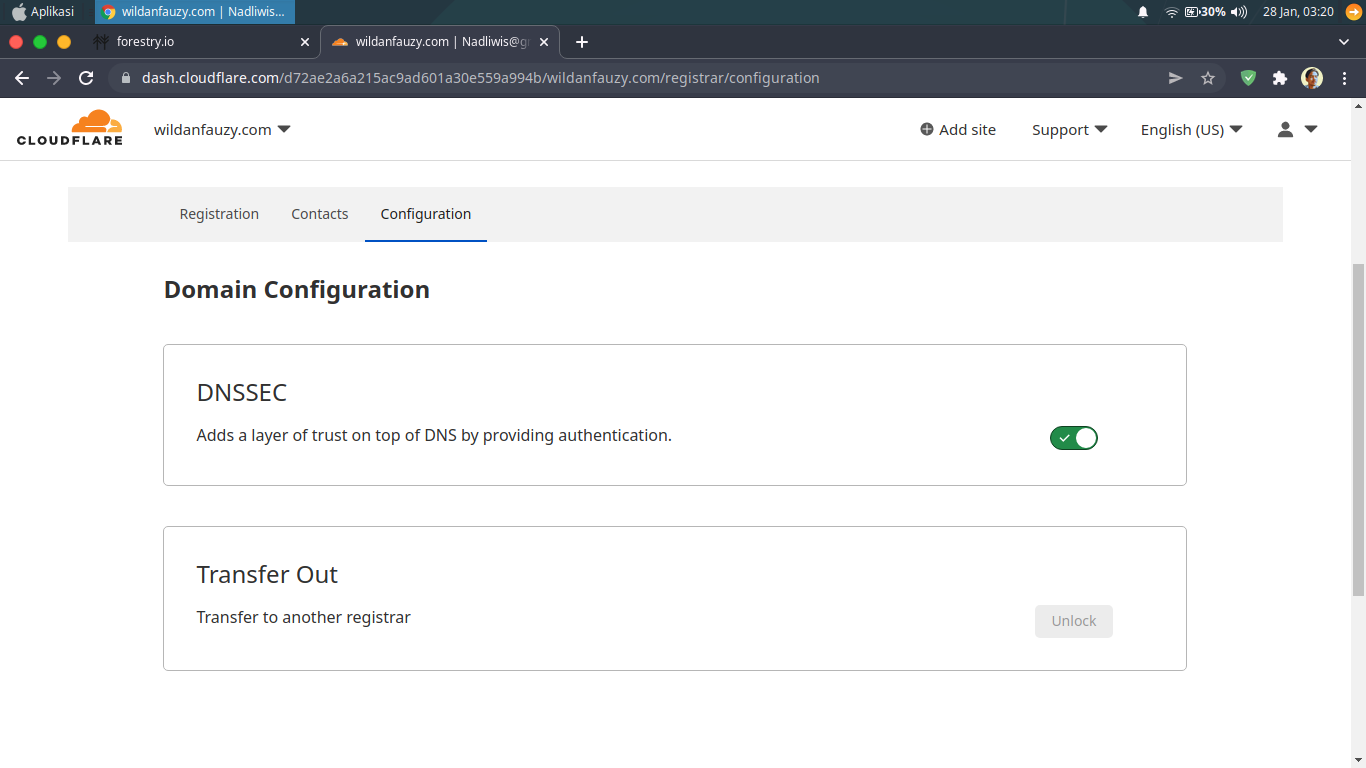 Aplikasi
wildanfauzy.com | Nadliwis...
30%
28 Jan, 03:20
forestry.io
wildanfauzy.com | Nadliwis@g
dash.cloudflare.com/d72ae2a6a215ac9ad601a30e559a994b/wildanfauzy.com/registrar/configuration
CLOUDFLARE
wildanfauzy.com
Add site
Support
English (US)
Registration
Contacts
Configuration
Domain Configuration
DNSSEC
Adds a layer of trust on top of DNS by providing authentication.
Transfer Out
Transfer to another registrar
Unlock